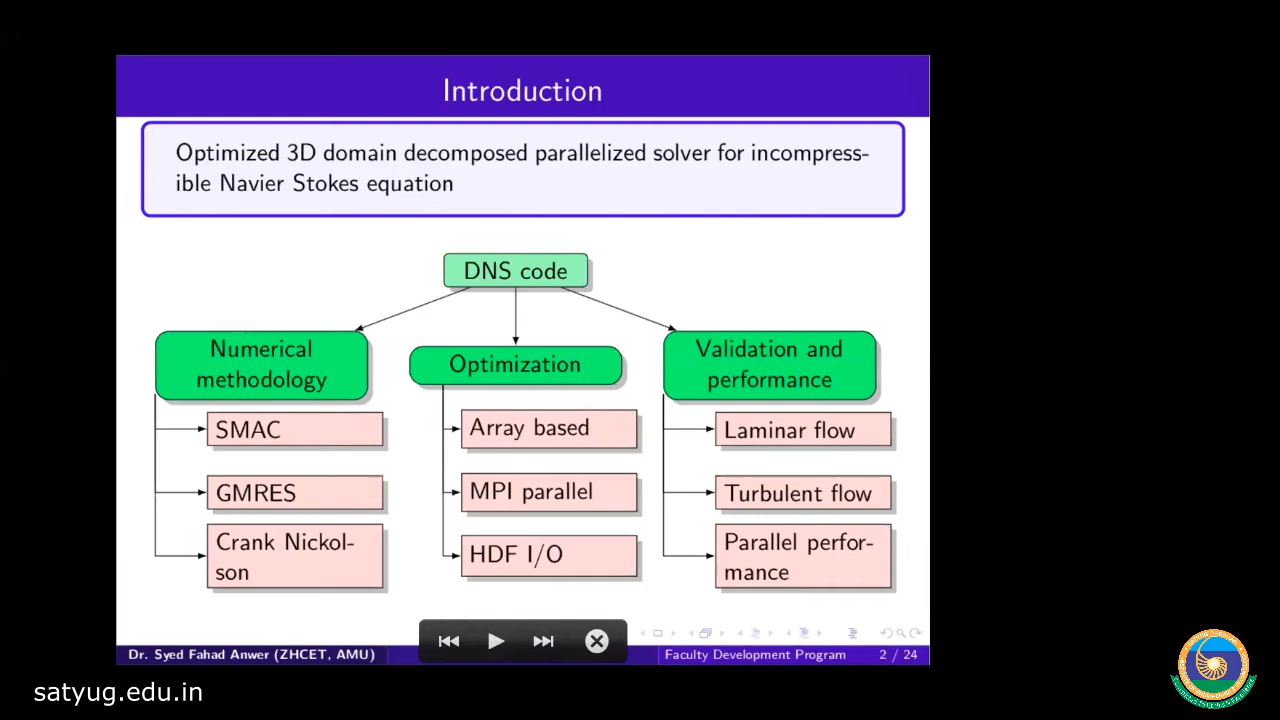 Introduction
Optimized 3D domain decomposed parallelized solver for incompress-
ible Navier Stokes equation
DNS code
Numerical
methodology
SMAC
GMRES
Crank Nickol-
son
Optimization
Array based
MPI parallel
HDF I/O
Validation and
performance
Laminar flow
Turbulent flow
Parallel perfor-
mance
Dr. Syed Fahad Anwer (ZHCET, AMU)
Faculty Development Program
2 / 24
satyug.edu.in